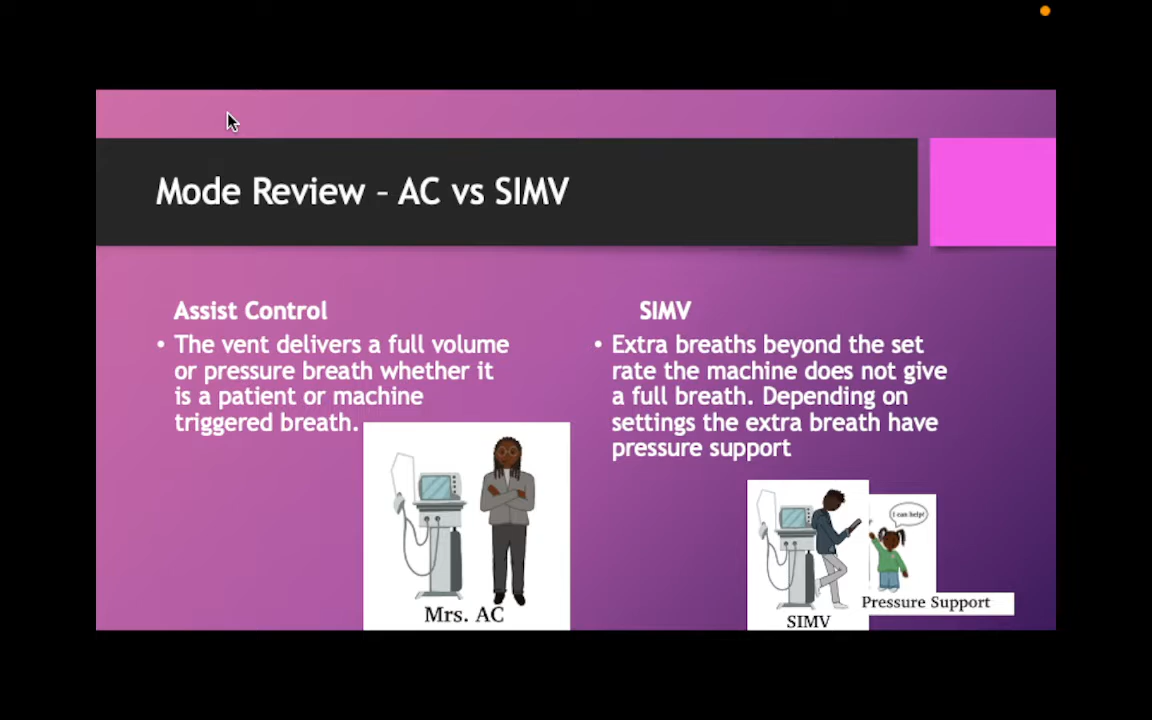 Mode Review – AC vs SIMV
Assist Control
• The vent delivers a full volume
or pressure breath whether it
is a patient or machine
triggered breath.
Mrs. AC
SIMV
• Extra breaths beyond the set
rate the machine does not give
a full breath. Depending on
settings the extra breath have
pressure support
I can help!
Pressure Support
SIMV